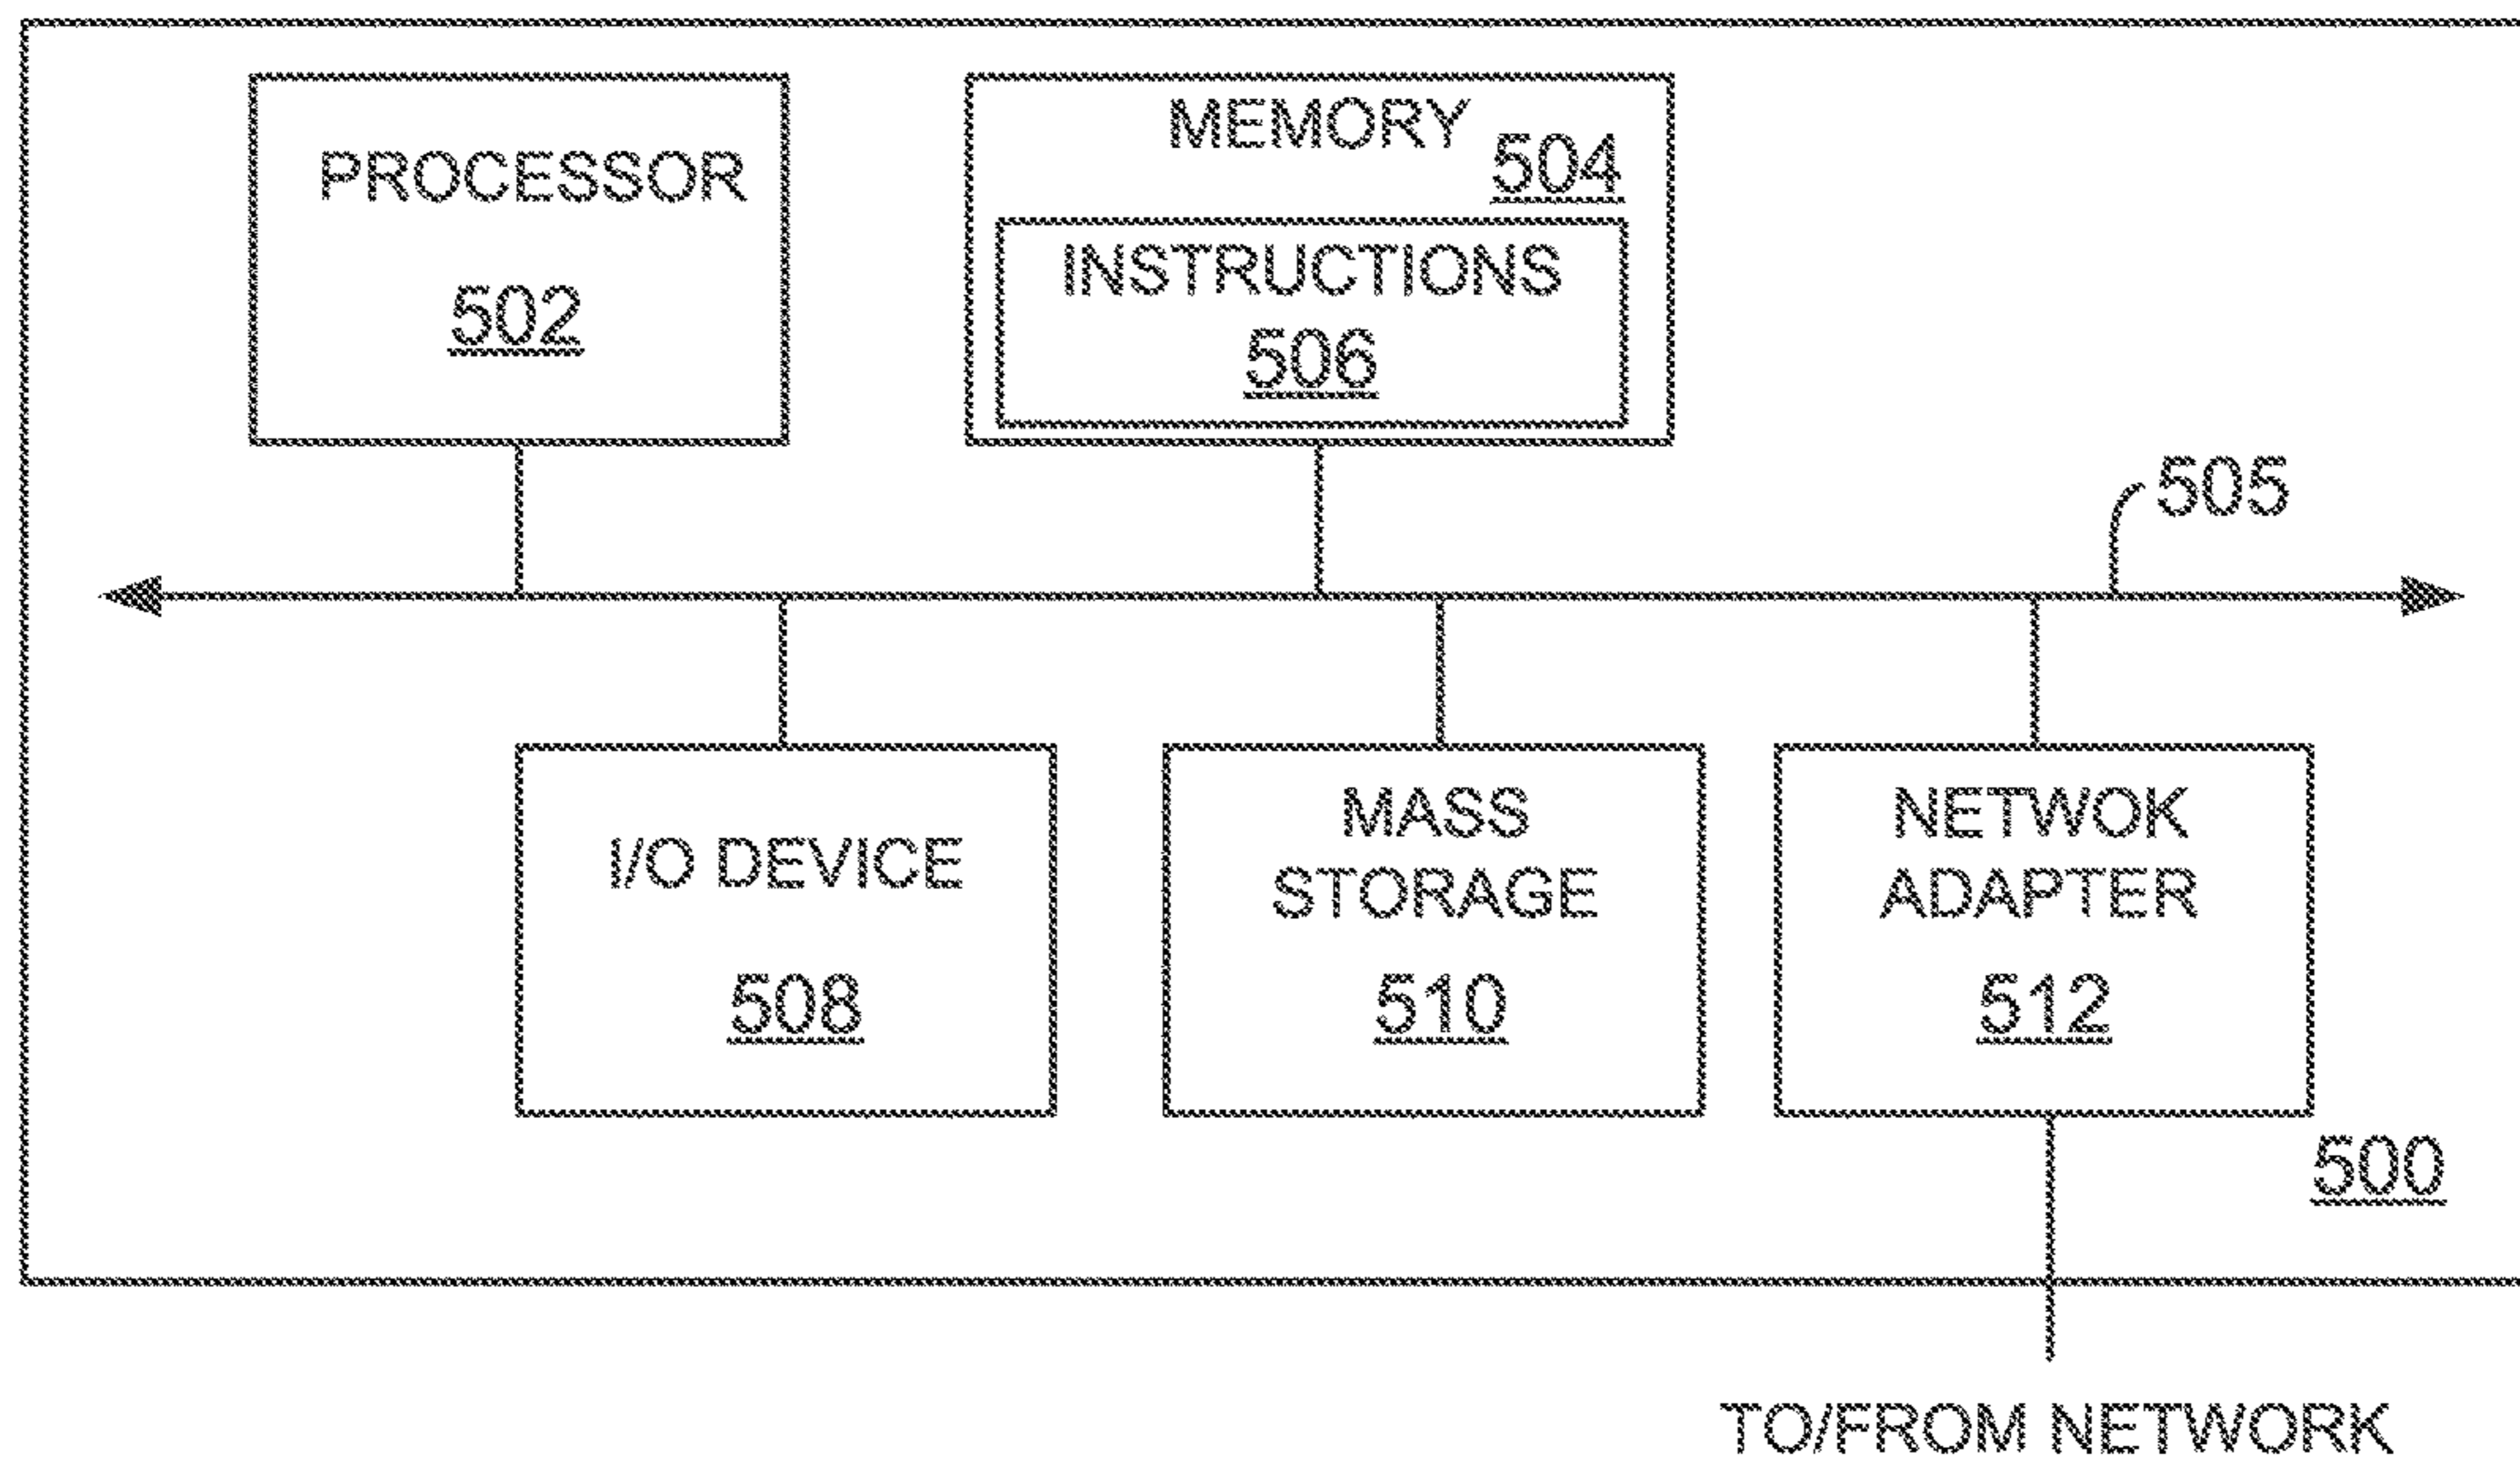 PROCESSOR
502
MEMORY
504
INSTRUCTIONS
506
505
I/O DEVICE
508
MASS
STORAGE
510
NETWOK
ADAPTER
512
500
TO/FROM NETWORK